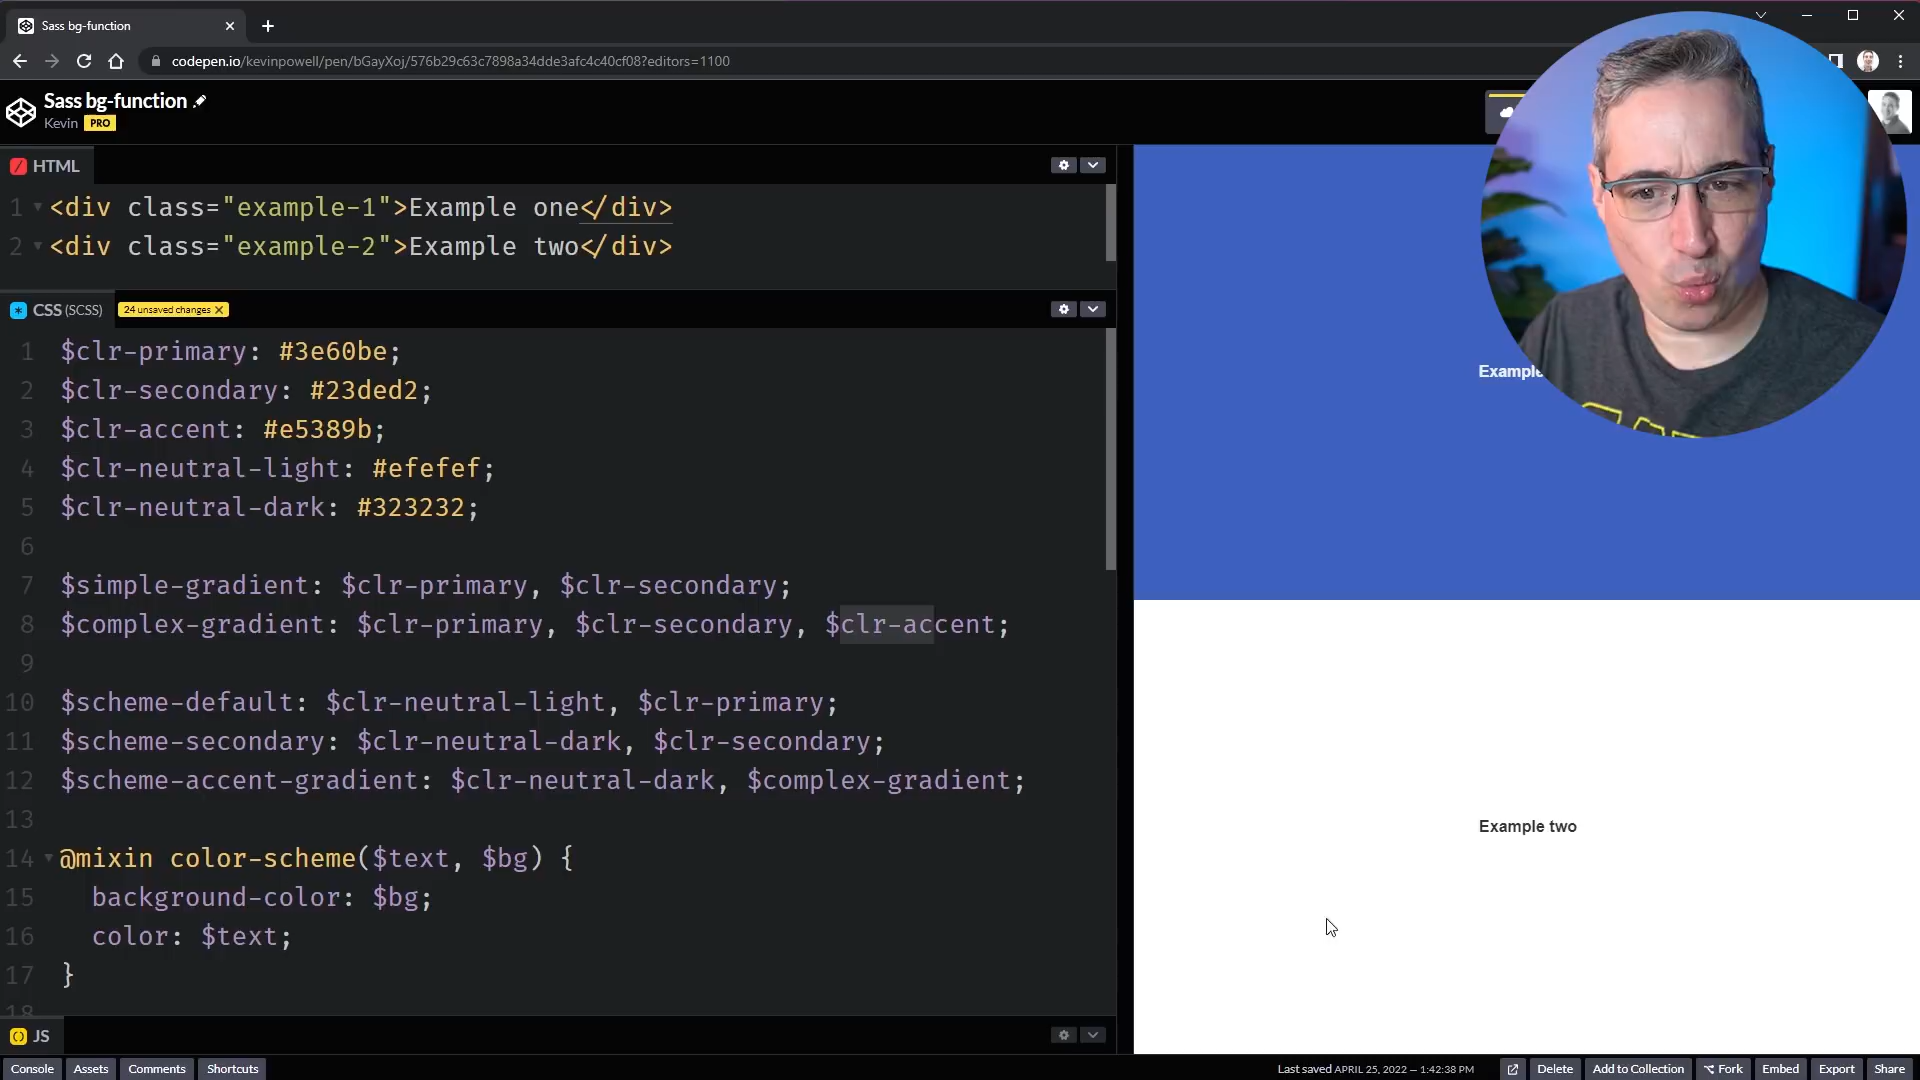 Sass bg-function
codepen.io/kevinpowell/pen/bGayXoj/576b29c63c7898a34dde3afc4c40cf08?editors=1100
Sass bg-function
Kevin PRO
HTML
1 <div class="example-1">Example one</div>
2 <div class="example-2">Example two</div>
CSS (SCSS) 24 unsaved changes
1 $clr-primary: #3e60be;
2 $clr-secondary: #23ded2;
3 $clr-accent: #e5389b;
4 $clr-neutral-light: #efefef;
5 $clr-neutral-dark: #323232;
6
7 $simple-gradient: $clr-primary, $clr-secondary;
8 $complex-gradient: $clr-primary, $clr-secondary, $clr-accent;
9
10 $scheme-default: $clr-neutral-light, $clr-primary;
11 $scheme-secondary: $clr-neutral-dark, $clr-secondary;
12 $scheme-accent-gradient: $clr-neutral-dark, $complex-gradient;
13
14 @mixin color-scheme($text, $bg) {
15 background-color: $bg;
16 color: $text;
17 }
18
JS
Example
Example two
Console Assets Comments Shortcuts
Last saved APRIL 25, 2022 — 1:42:38 PM Delete Add to Collection Fork Embed Export Share